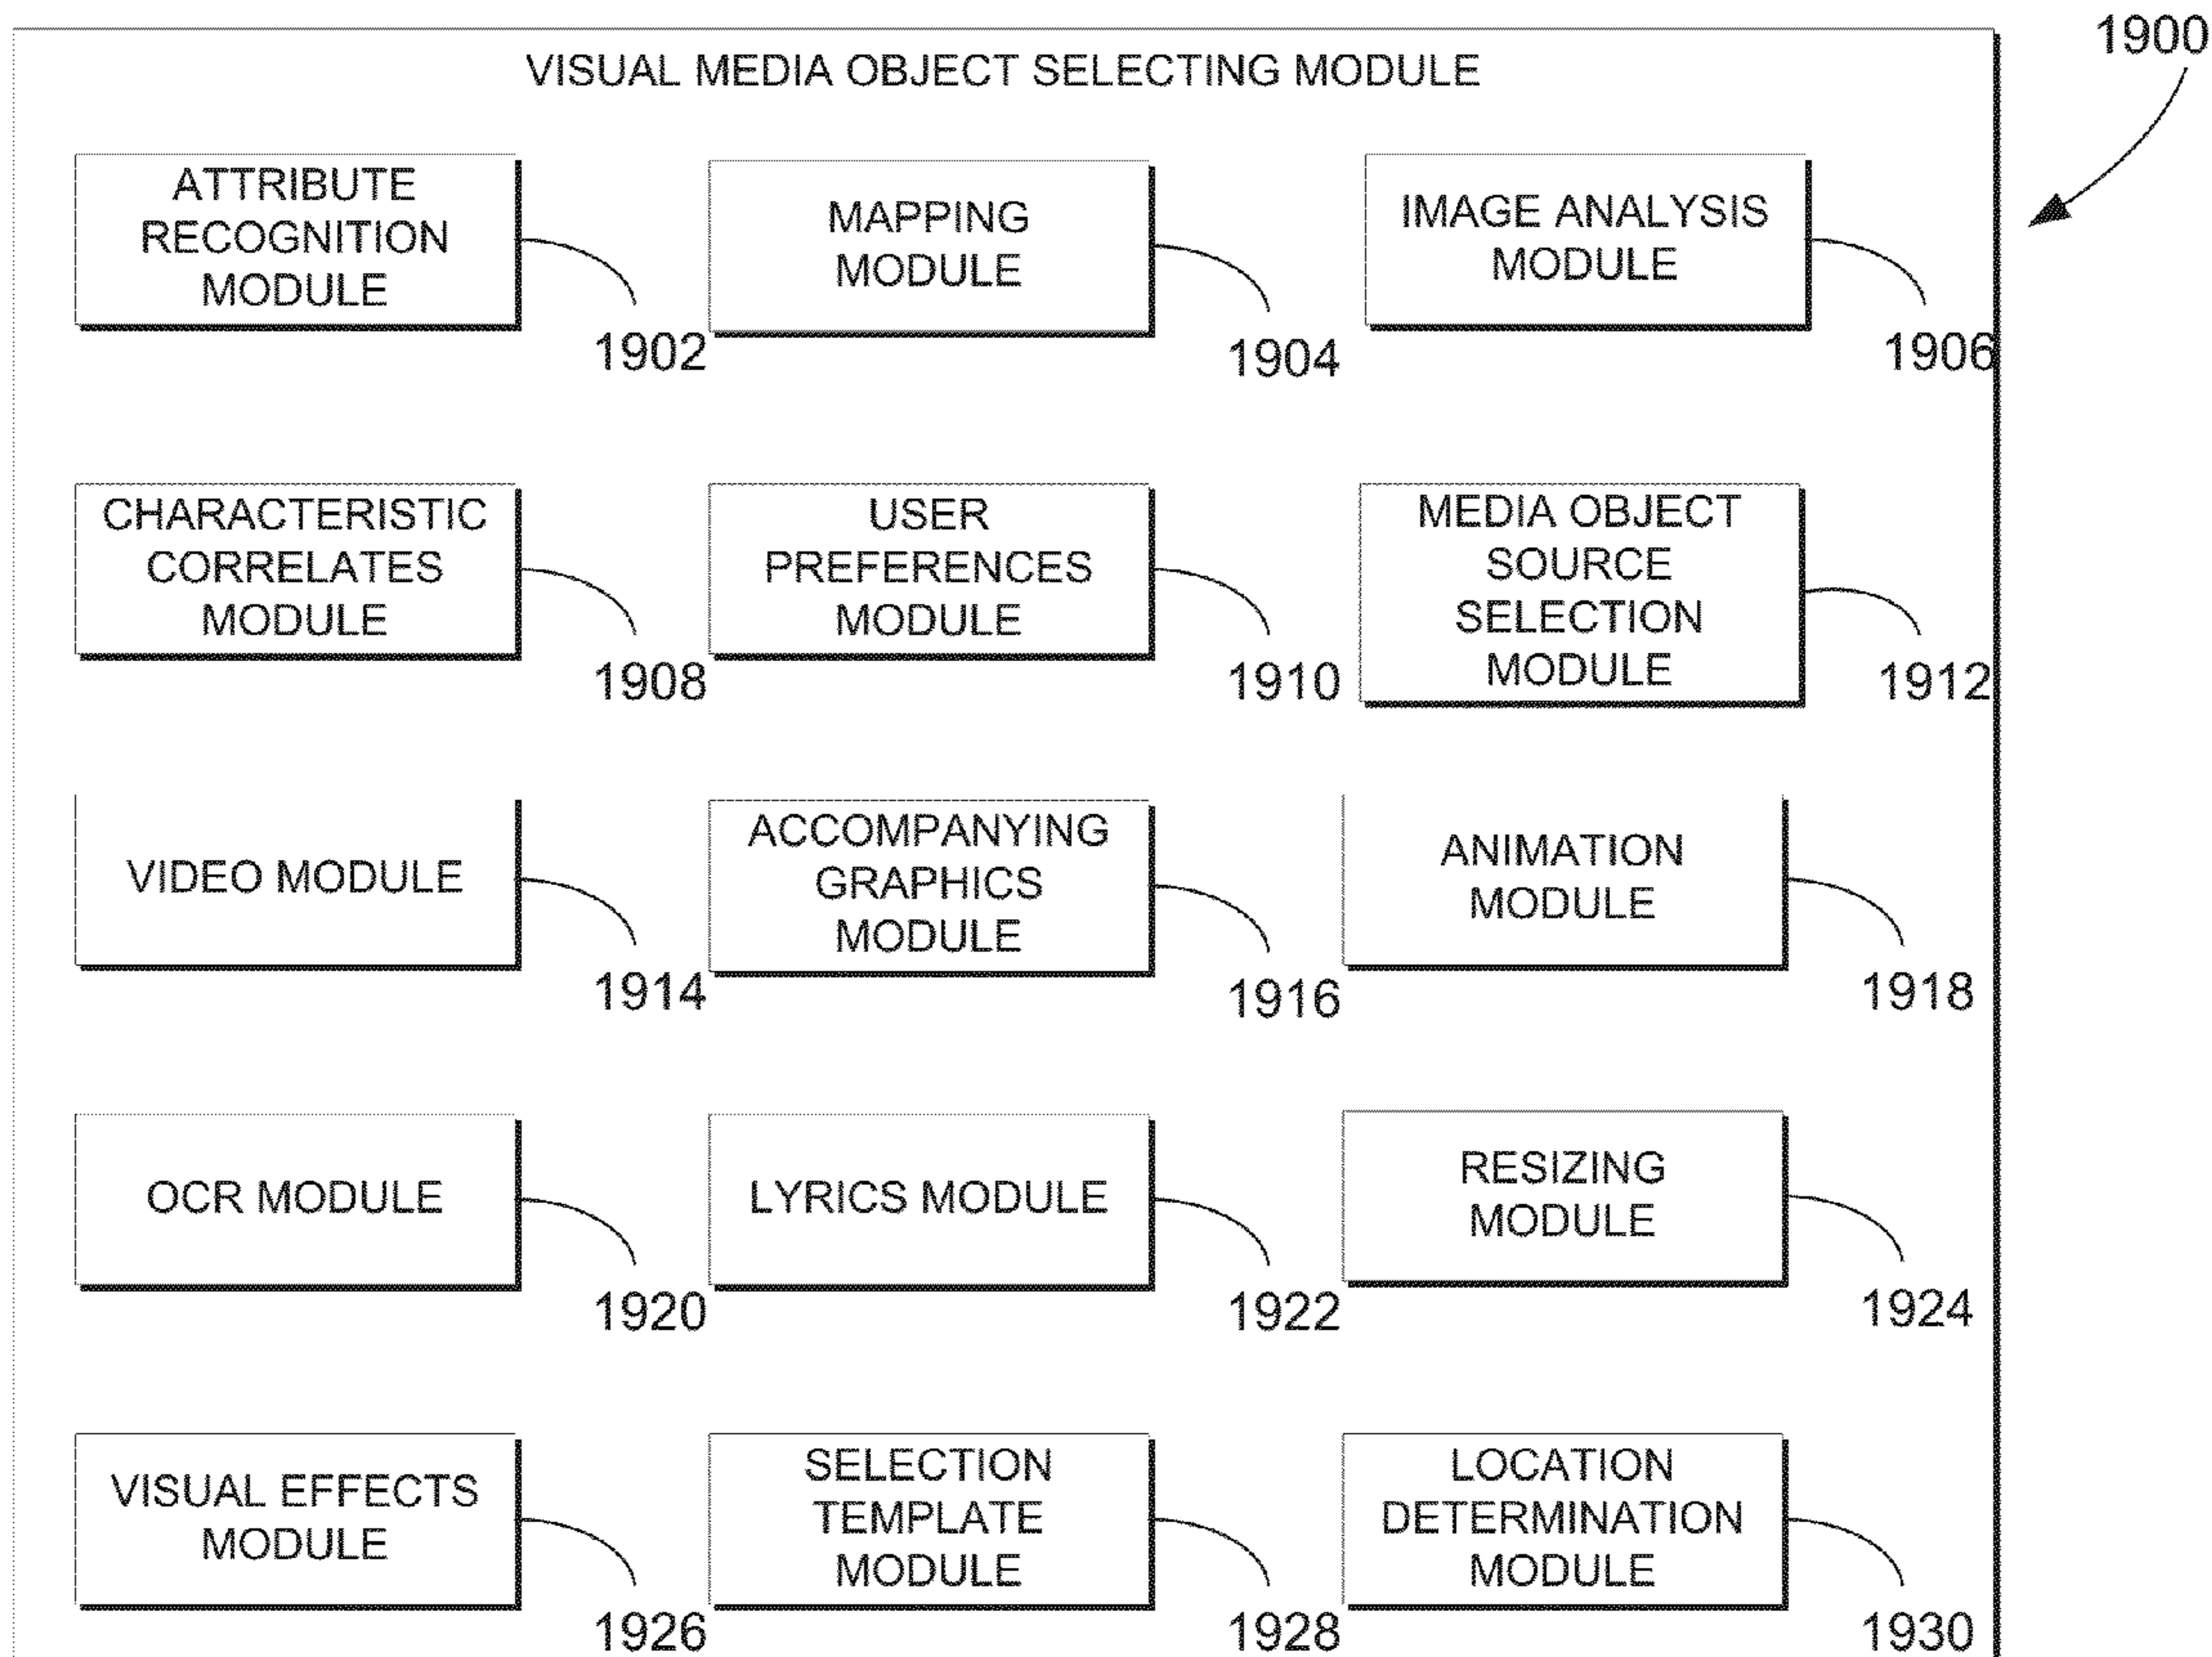 1900
VISUAL MEDIA OBJECT SELECTING MODULE
ATTRIBUTE
RECOGNITION
MODULE
1902
MAPPING
MODULE
1904
IMAGE ANALYSIS
MODULE
1906
CHARACTERISTIC
CORRELATES
MODULE
1908
USER
PREFERENCES
MODULE
1910
MEDIA OBJECT
SOURCE
SELECTION
MODULE
1912
VIDEO MODULE
1914
ACCOMPANYING
GRAPHICS
MODULE
1916
ANIMATION
MODULE
1918
OCR MODULE
1920
LYRICS MODULE
1922
RESIZING
MODULE
1924
VISUAL EFFECTS
MODULE
1926
SELECTION
TEMPLATE
MODULE
1928
LOCATION
DETERMINATION
MODULE
1930